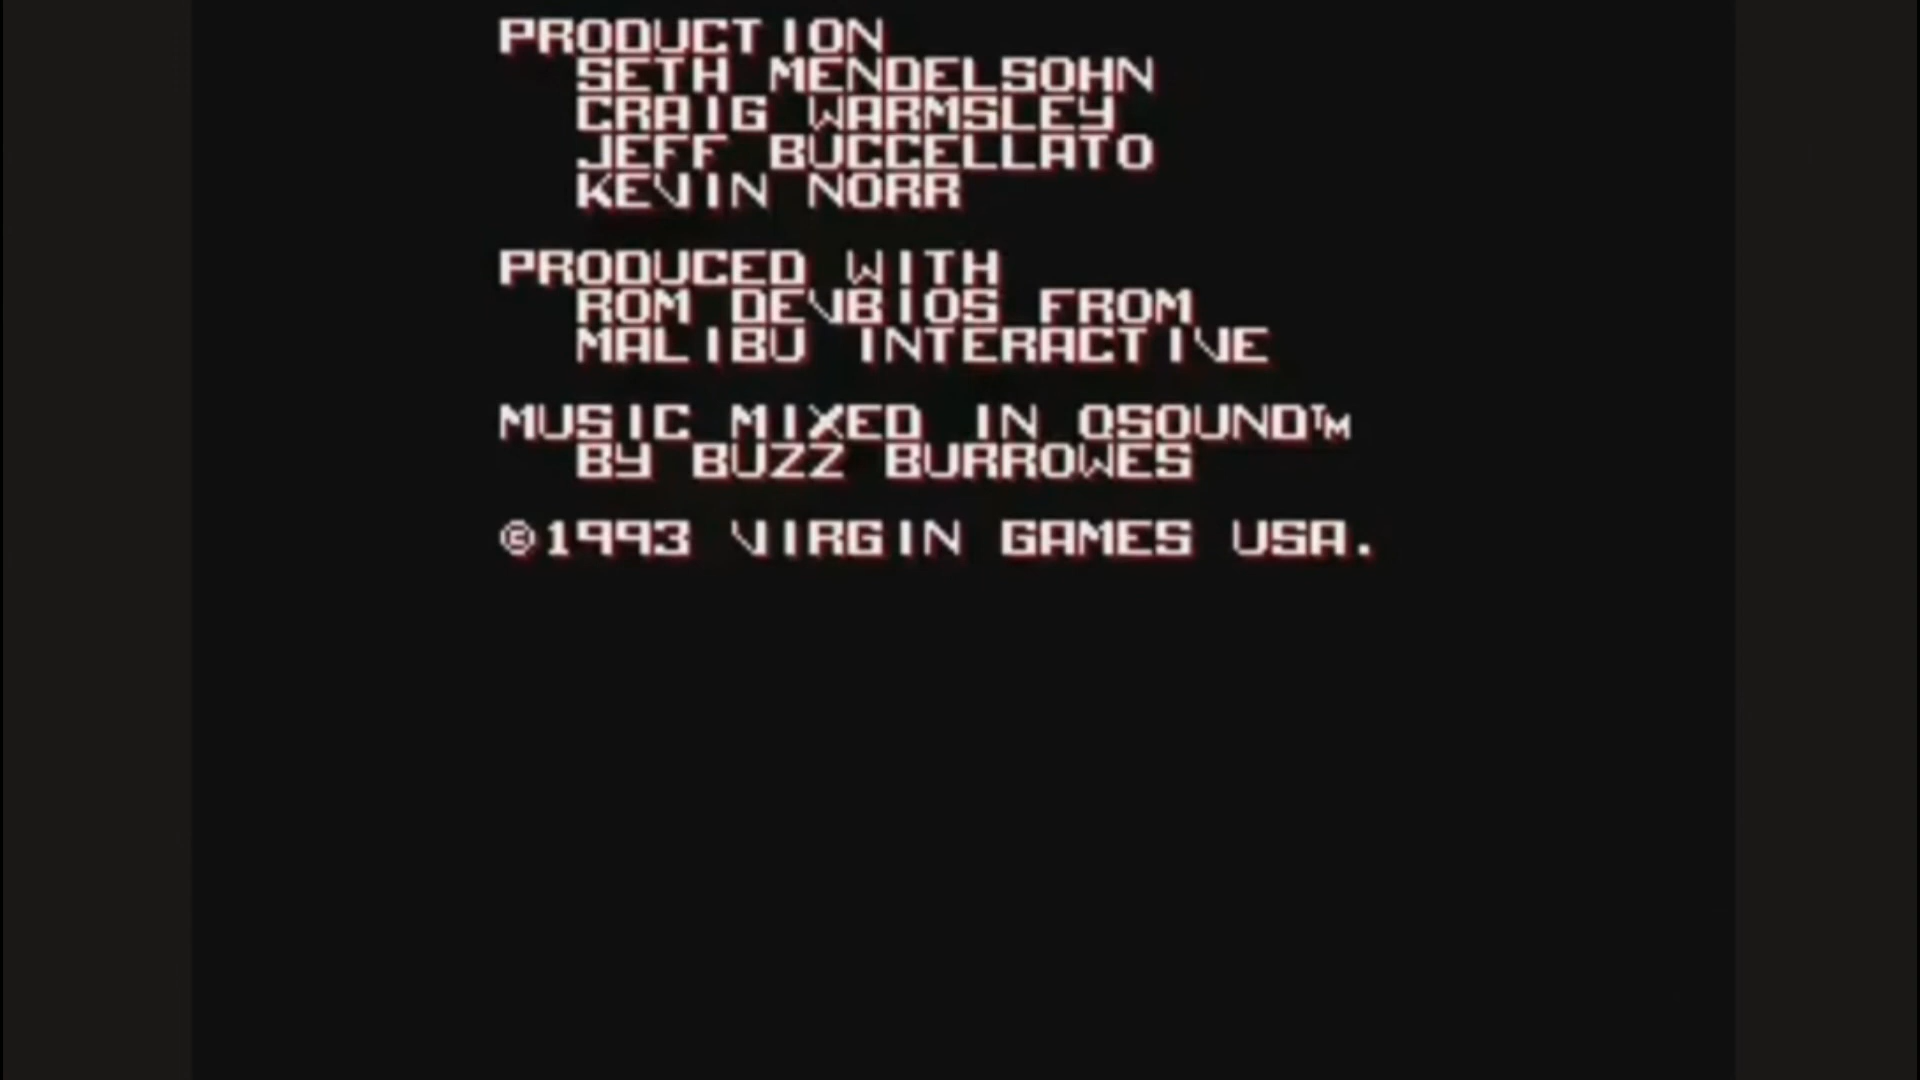 PRODUCTION
SETH MENDELSOHN
CRAIG WARMSLEY
JEFF BUCCELLATO
KEVIN NORR
PRODUCED WITH
ROM DEVBIOS FROM
MALIBU INTERACTIVE
MUSIC MIXED IN QSOUND™
BY BUZZ BURROWES
©1993 VIRGIN GAMES USA.